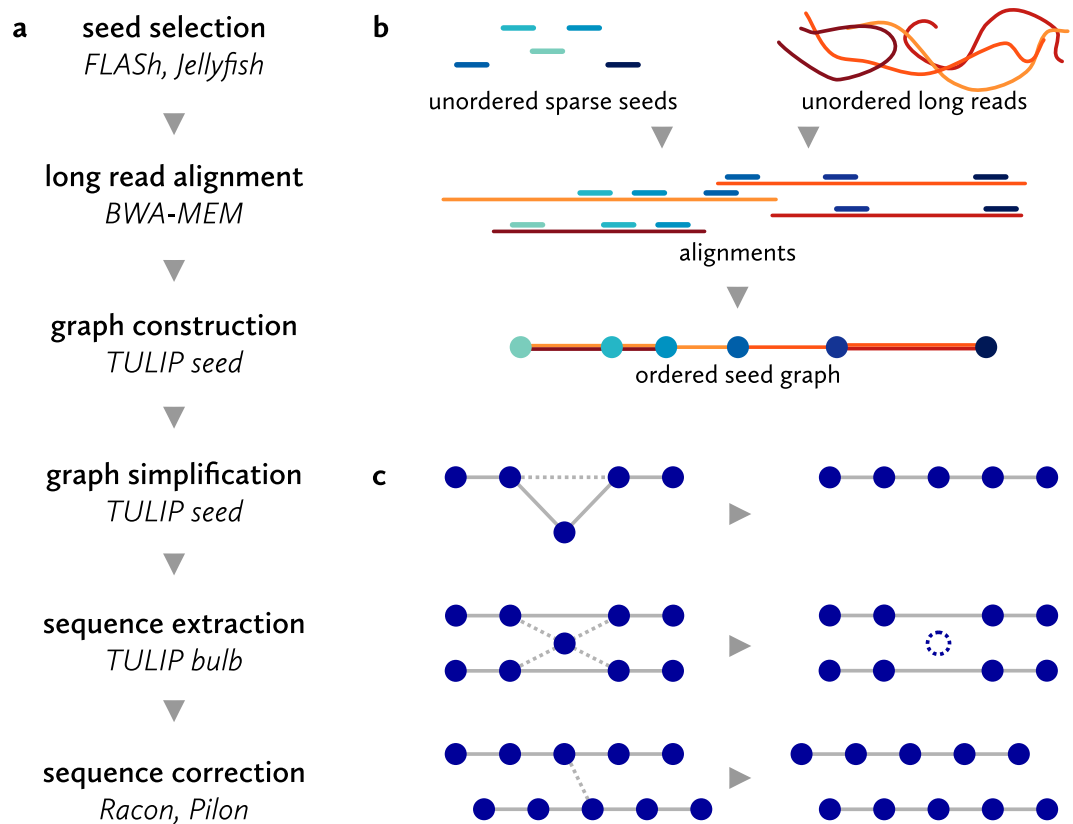 a
seed selection
FLASh, Jellyfish
long read alignment
BWA-MEM
graph construction
TULIP seed
graph simplification
TULIP seed
sequence extraction
TULIP bulb
sequence correction
Racon, Pilon
b
unordered sparse seeds
unordered long reads
alignments
ordered seed graph
c